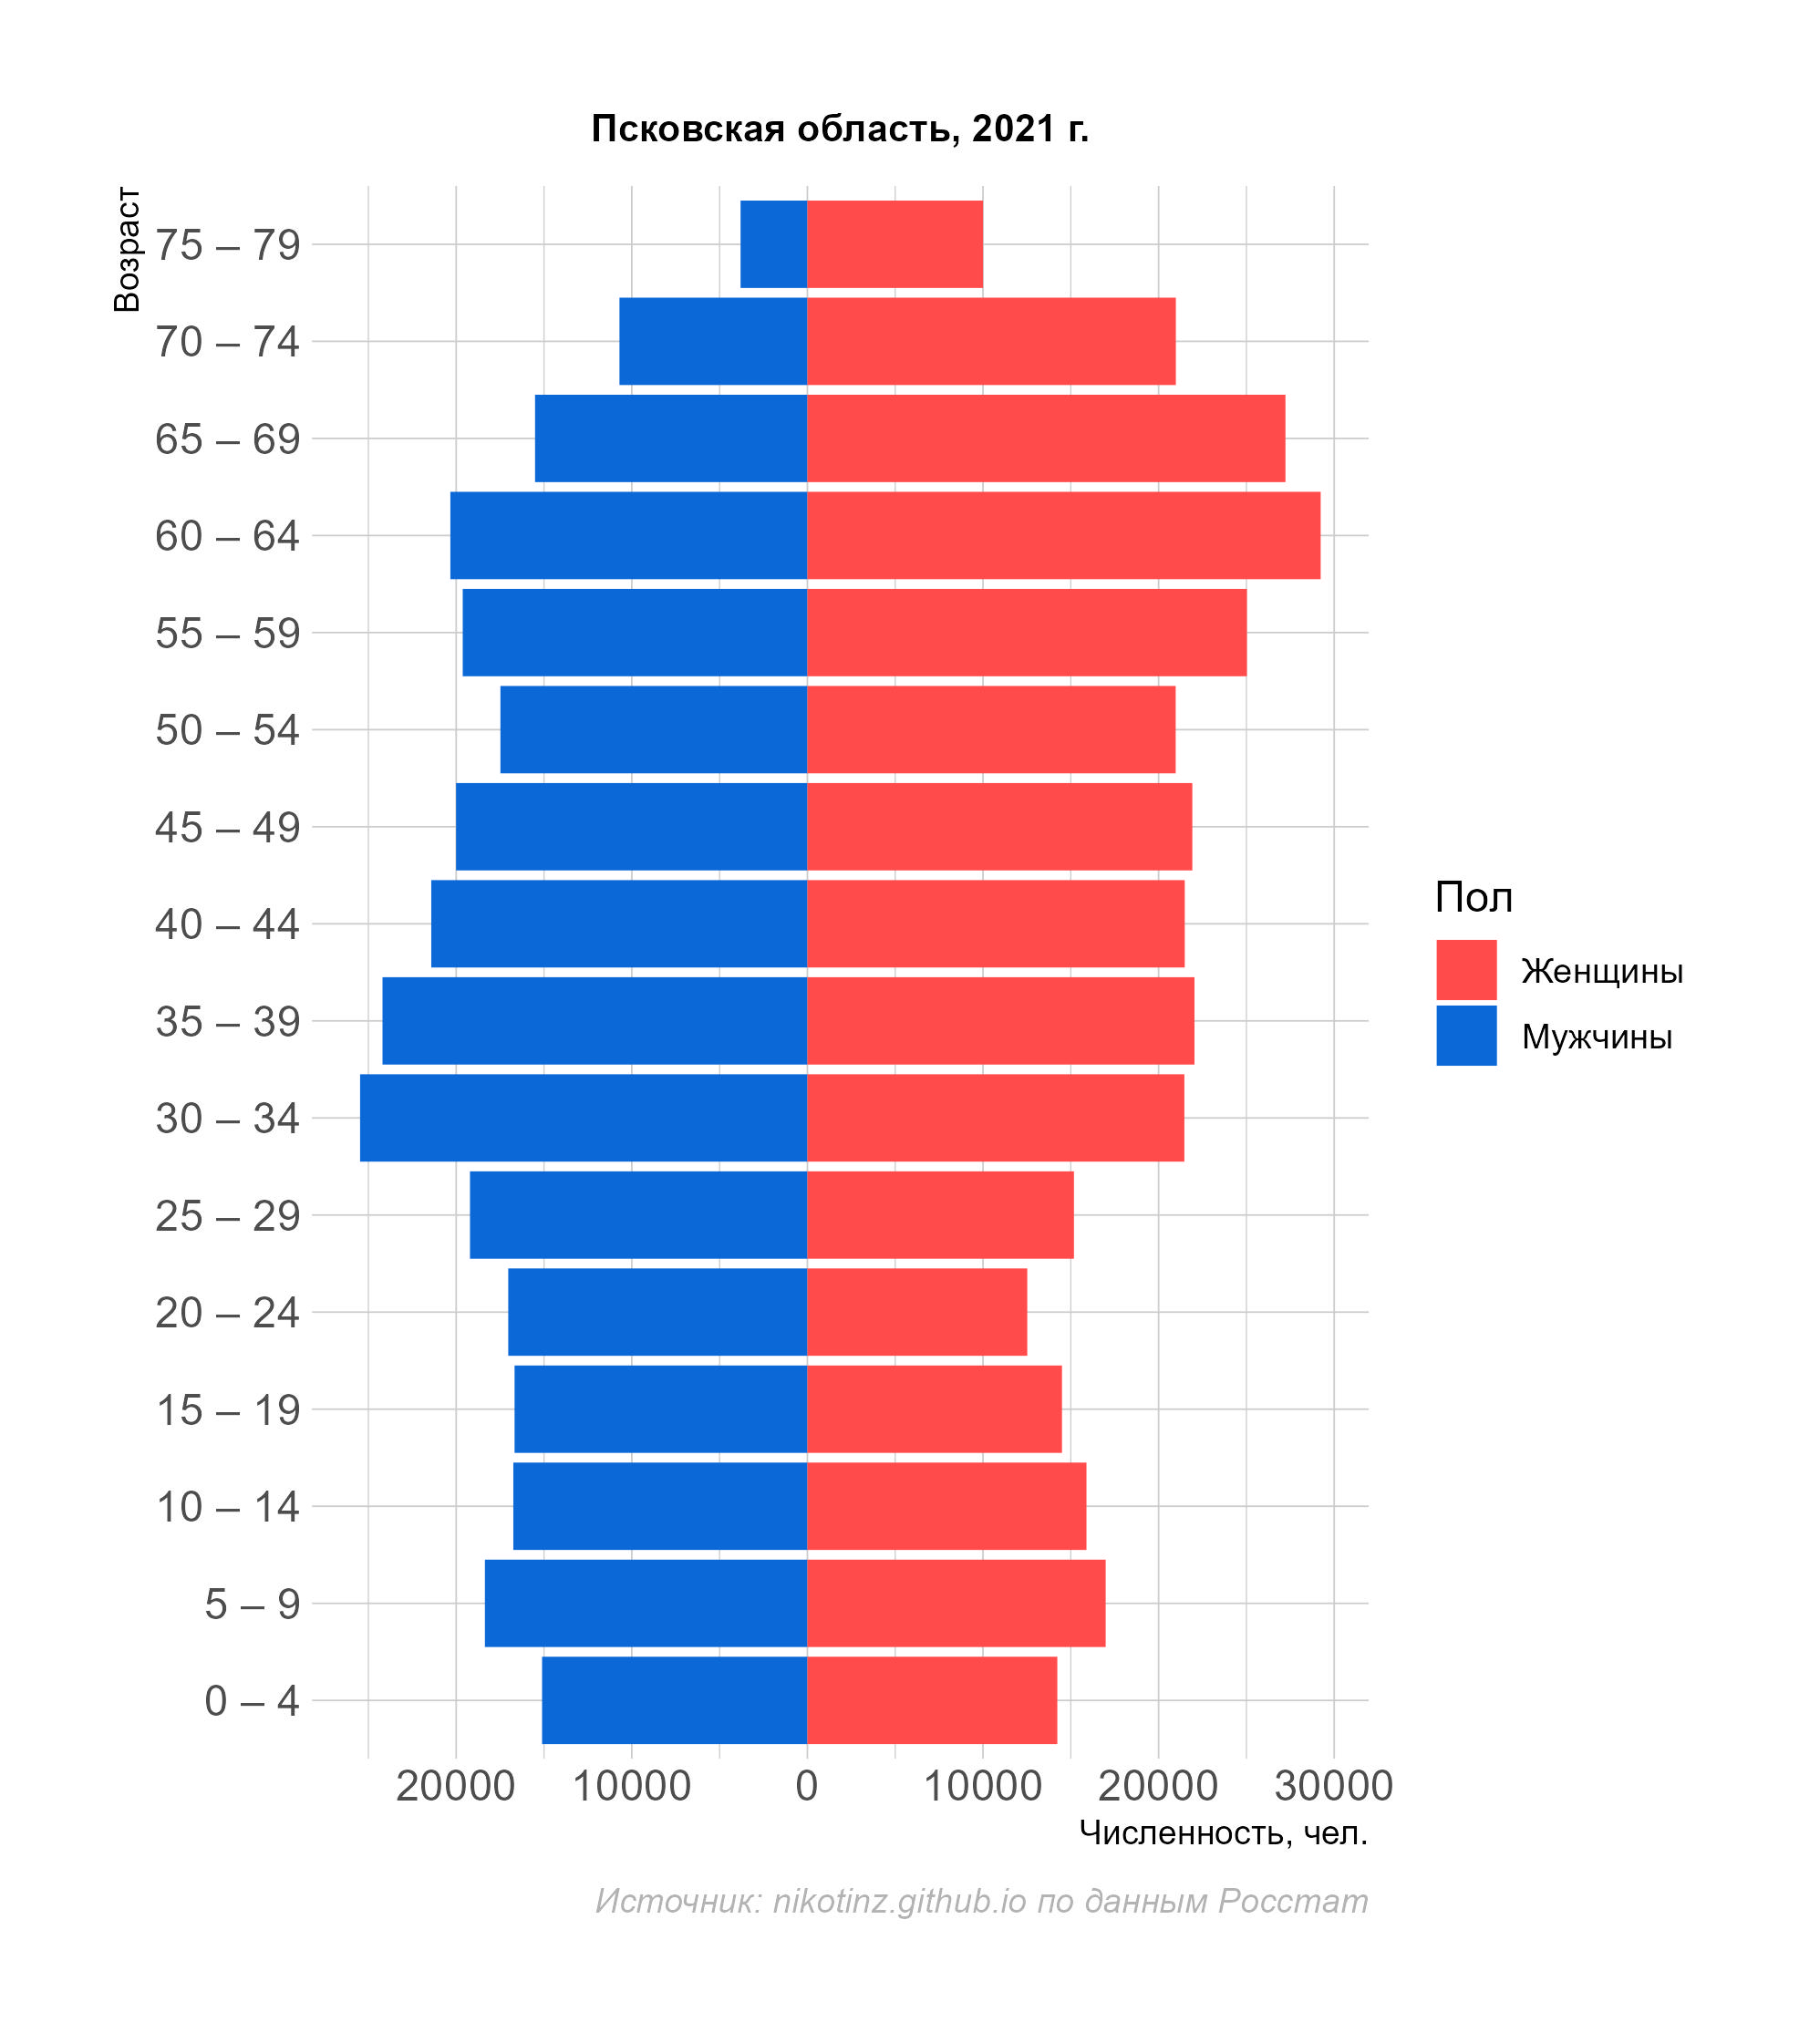 Псковская область, 2021 г.
Возраст
75 – 79
70 – 74
65 – 69
60 – 64
55 – 59
50 – 54
45 – 49
40 – 44
35 – 39
30 – 34
25 – 29
20 – 24
15 – 19
10 – 14
5 – 9
0 – 4
20000 10000 0 10000 20000 30000
Численность, чел.
Пол
Женщины
Мужчины
Источник: nikotinz.github.io по данным Росстат